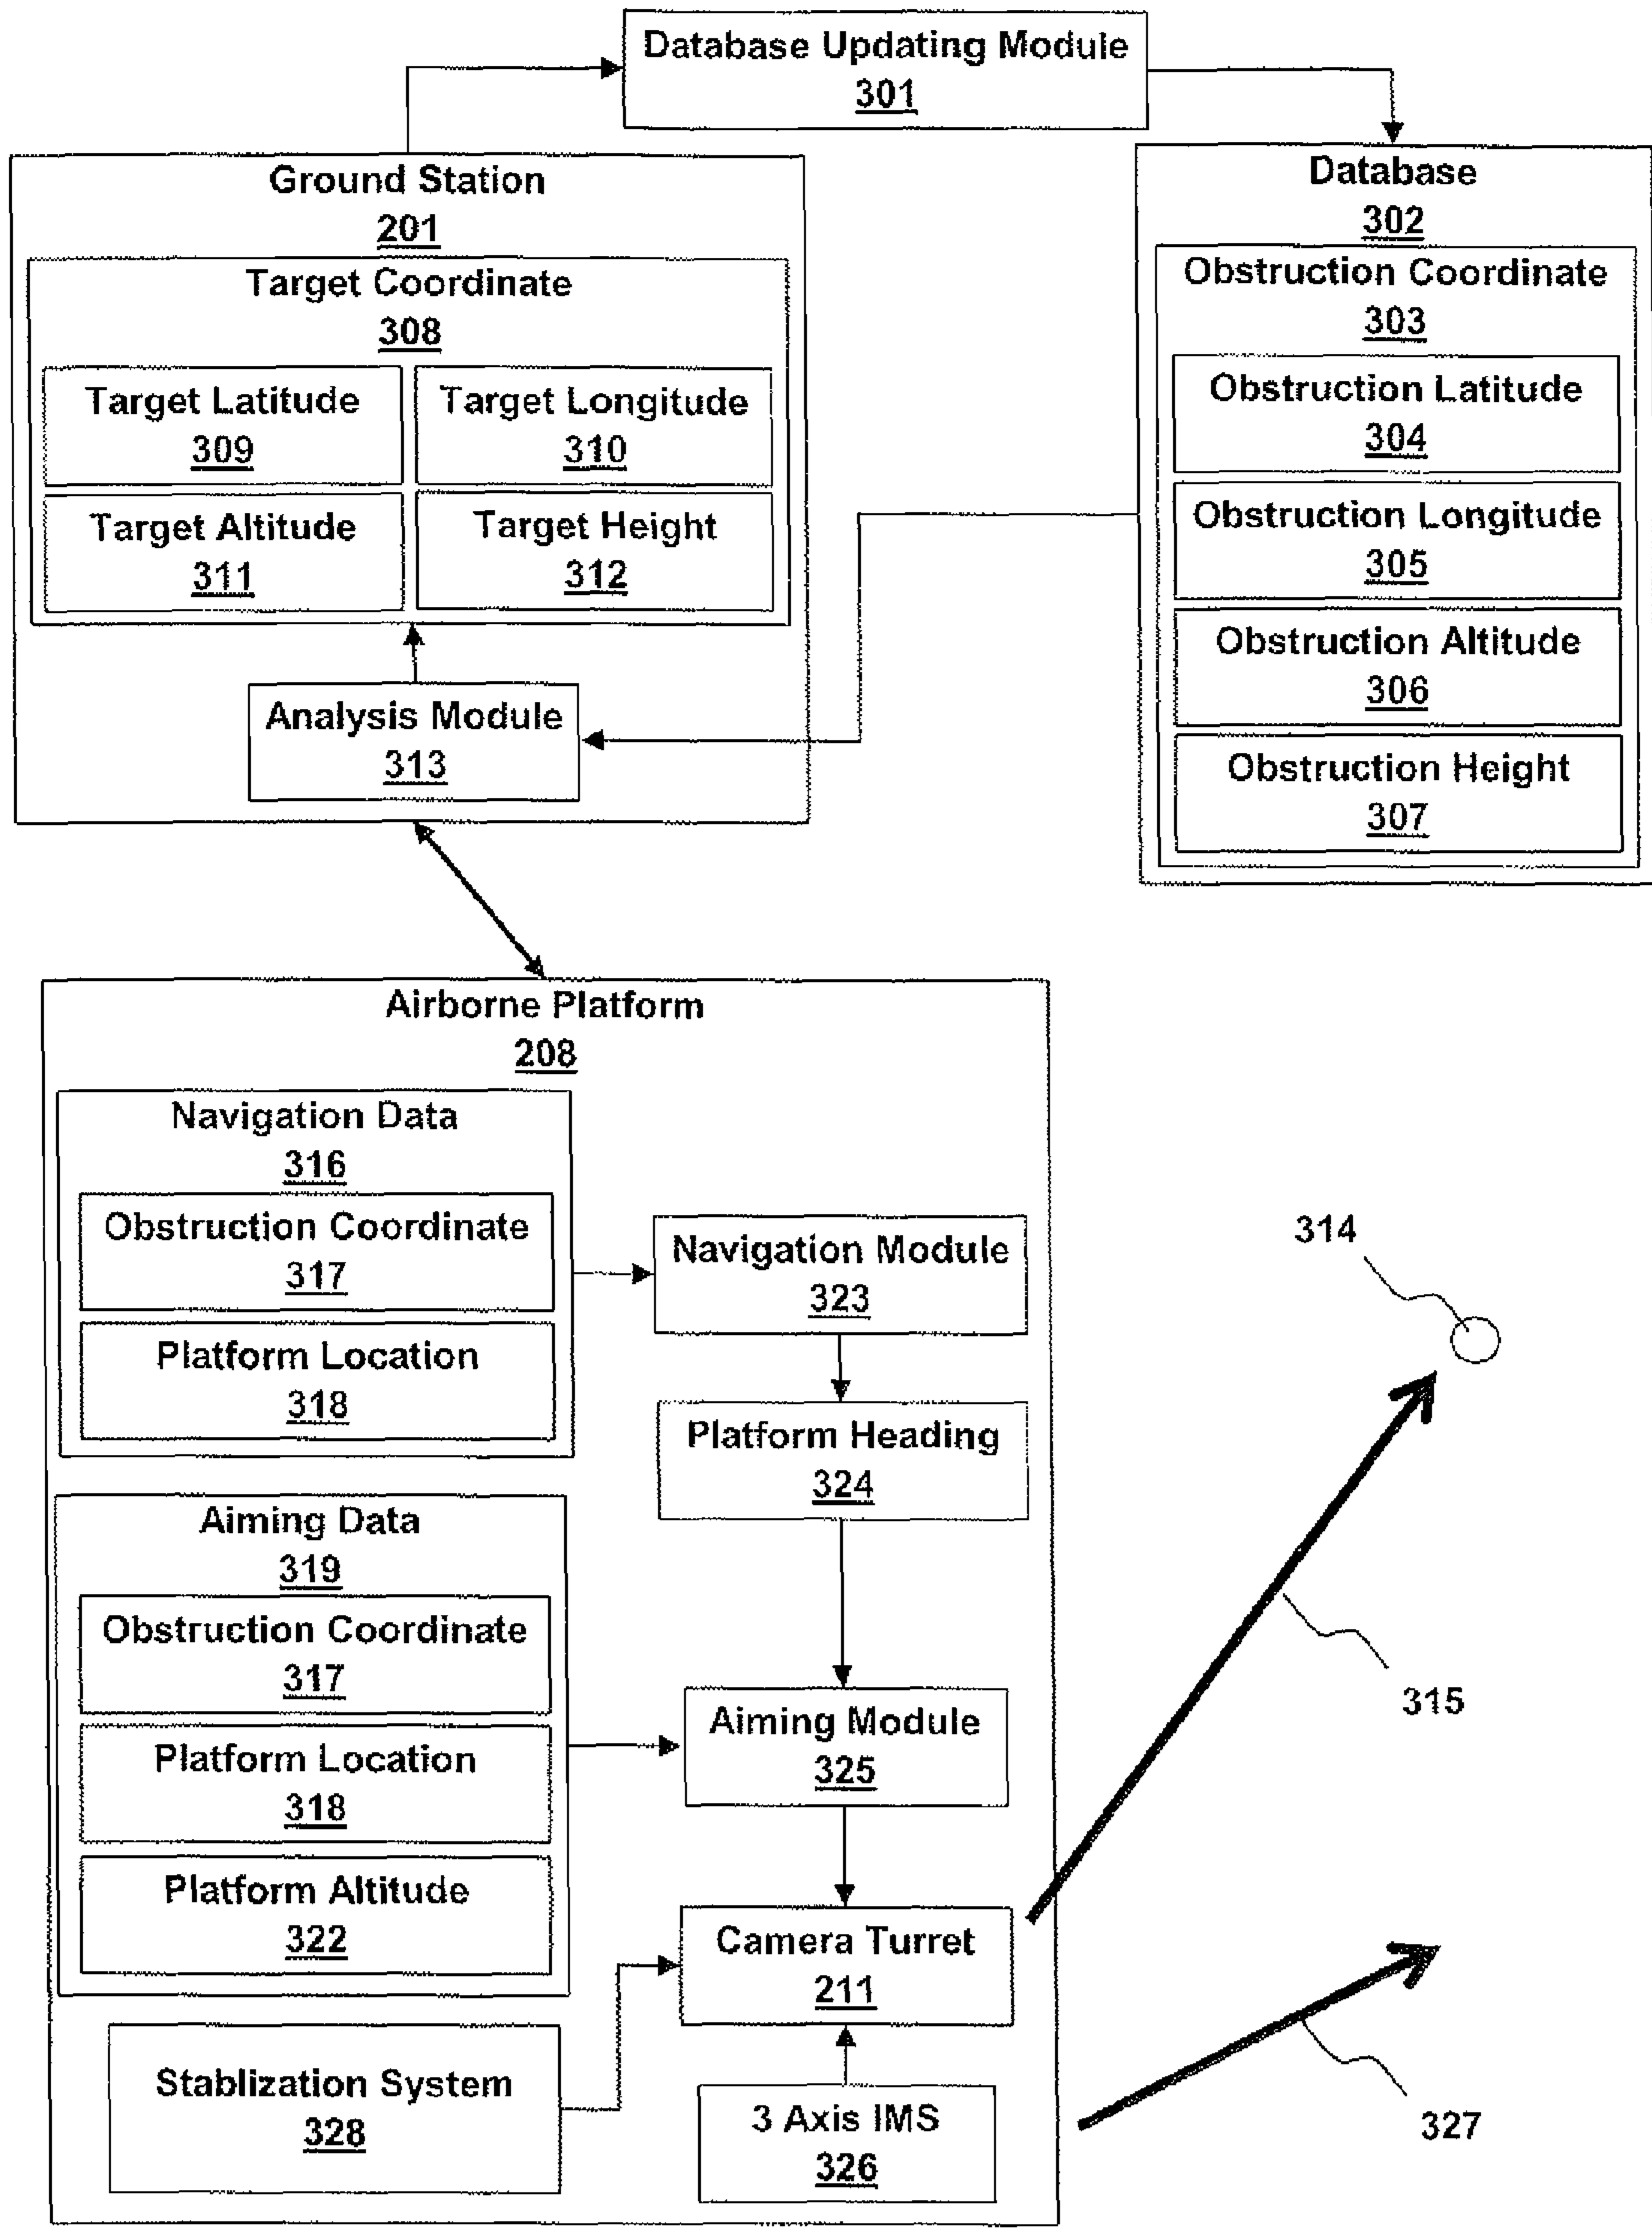 Database Updating Module
301
Ground Station
201
Target Coordinate
308
Target Latitude
309
Target Longitude
310
Target Altitude
311
Target Height
312
Analysis Module
313
Database
302
Obstruction Coordinate
303
Obstruction Latitude
304
Obstruction Longitude
305
Obstruction Altitude
306
Obstruction Height
307
Airborne Platform
208
Navigation Data
316
Obstruction Coordinate
317
Platform Location
318
Navigation Module
323
Platform Heading
324
Aiming Data
319
Obstruction Coordinate
317
Platform Location
318
Platform Altitude
322
Aiming Module
325
Camera Turret
211
Stablization System
328
3 Axis IMS
326
314
315
327